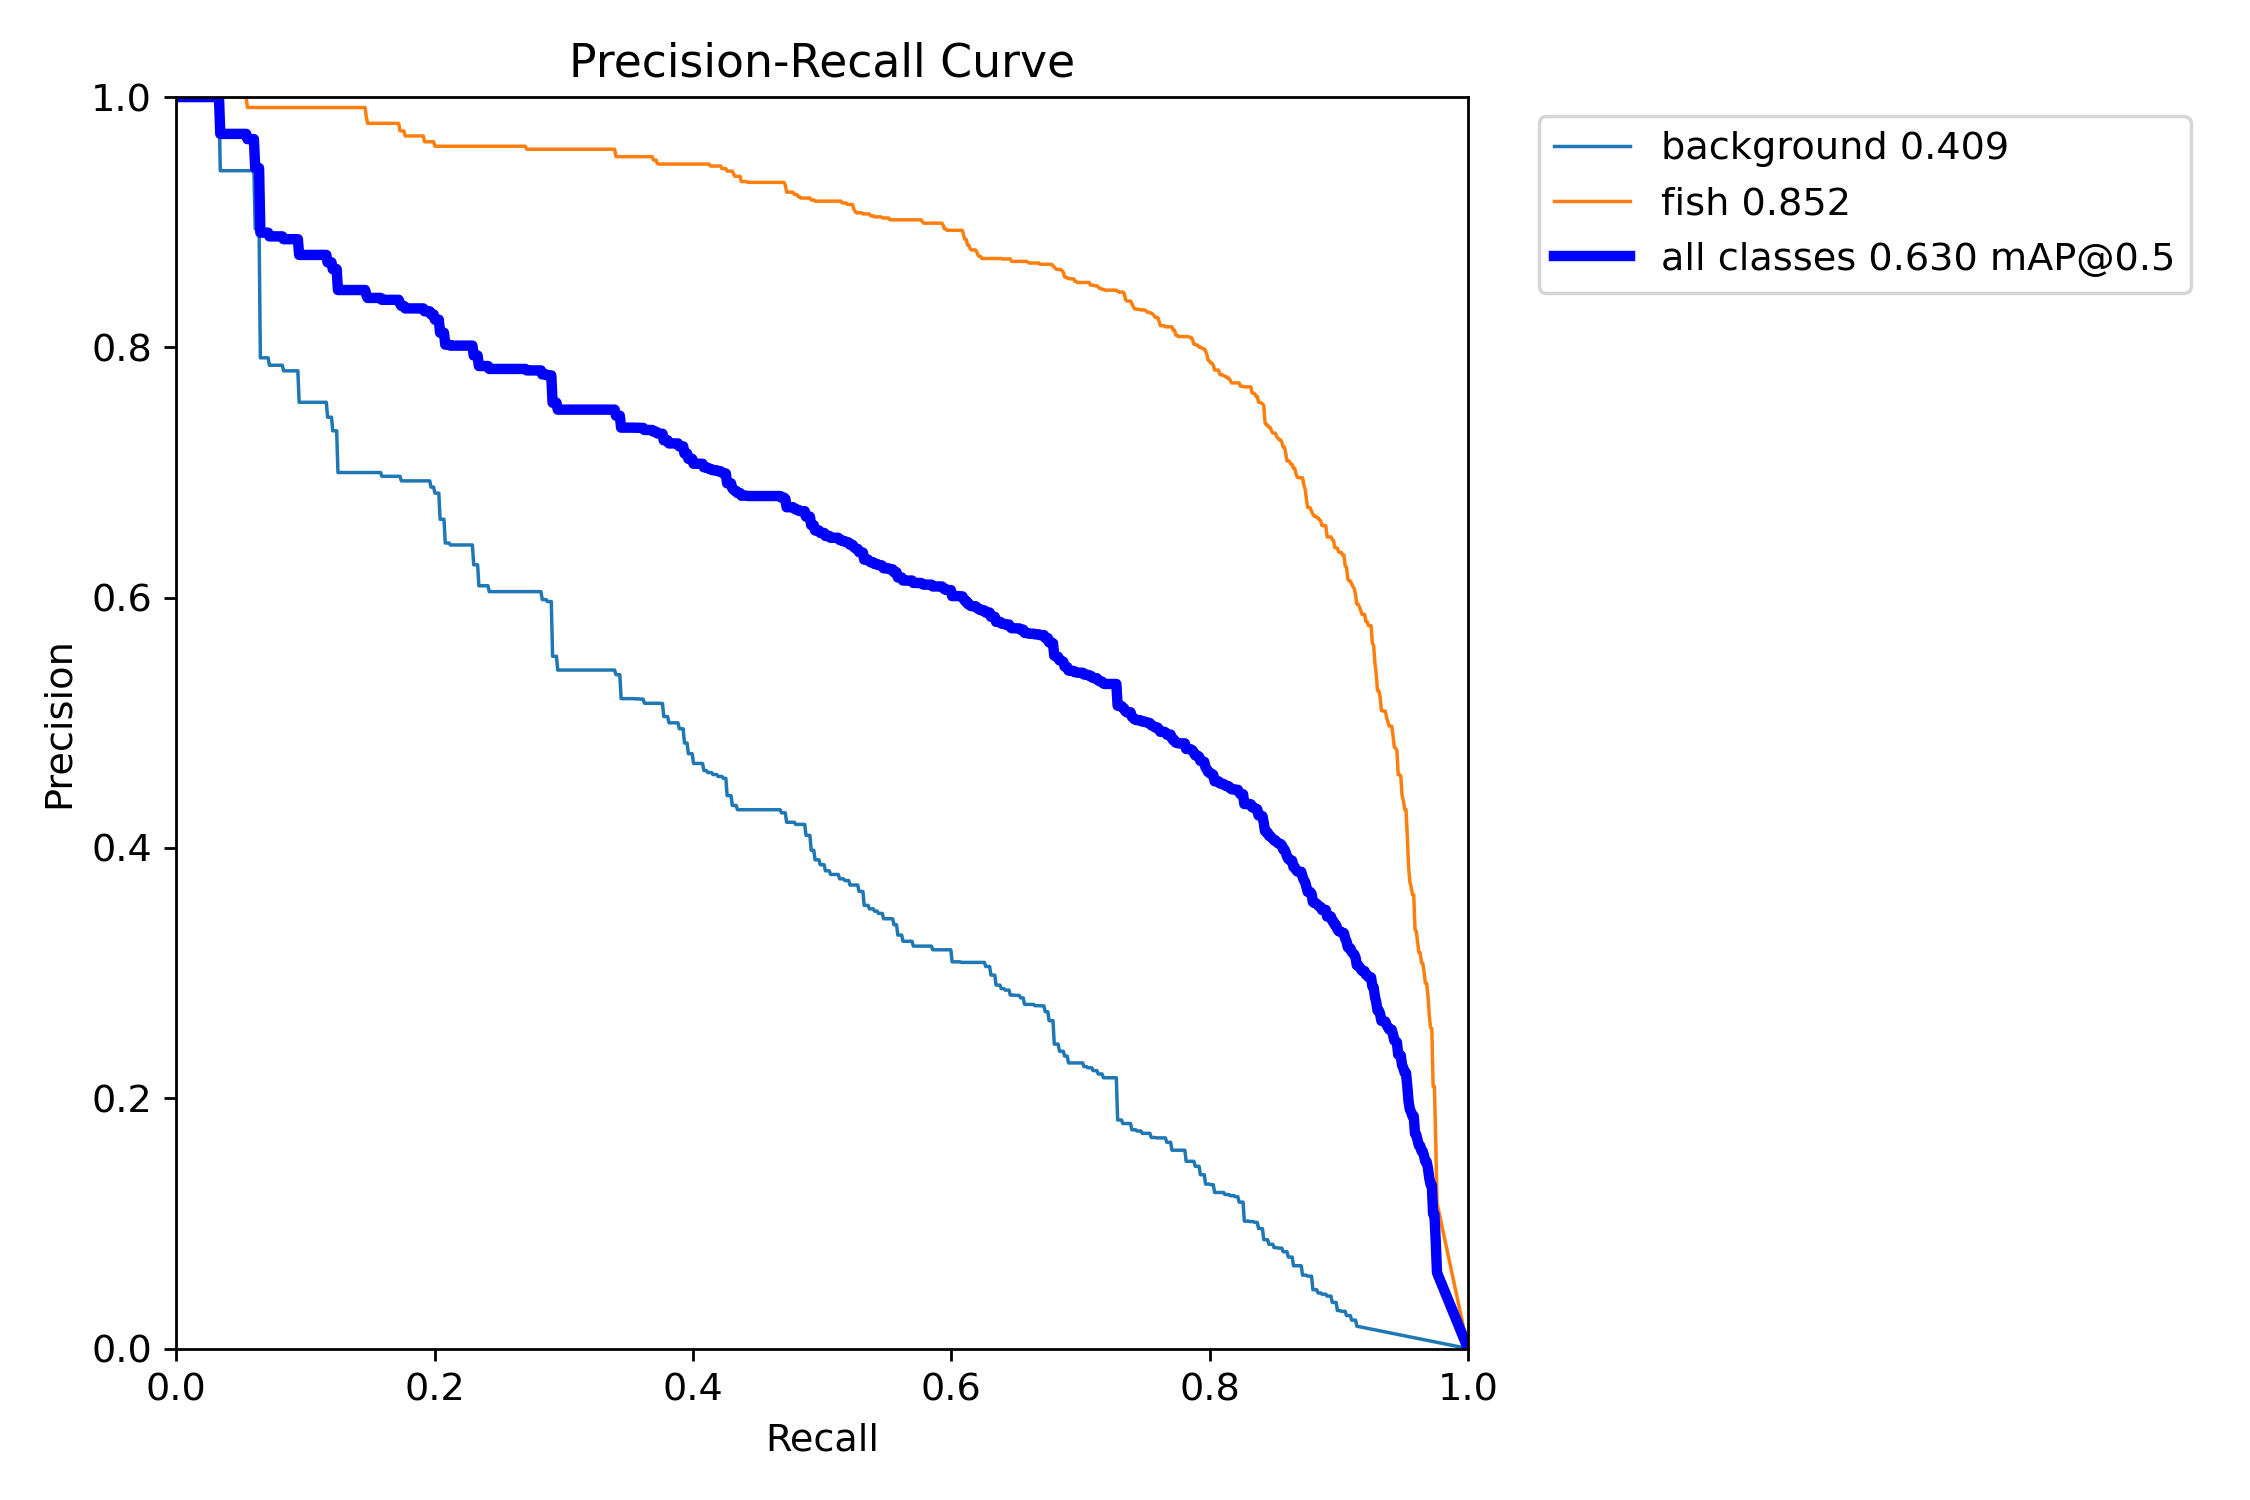 Precision-Recall Curve
1.0
0.8
0.6
0.4
0.2
0.0
Precision
0.0 0.2 0.4 0.6 0.8 1.0
Recall
background 0.409
fish 0.852
all classes 0.630 mAP@0.5